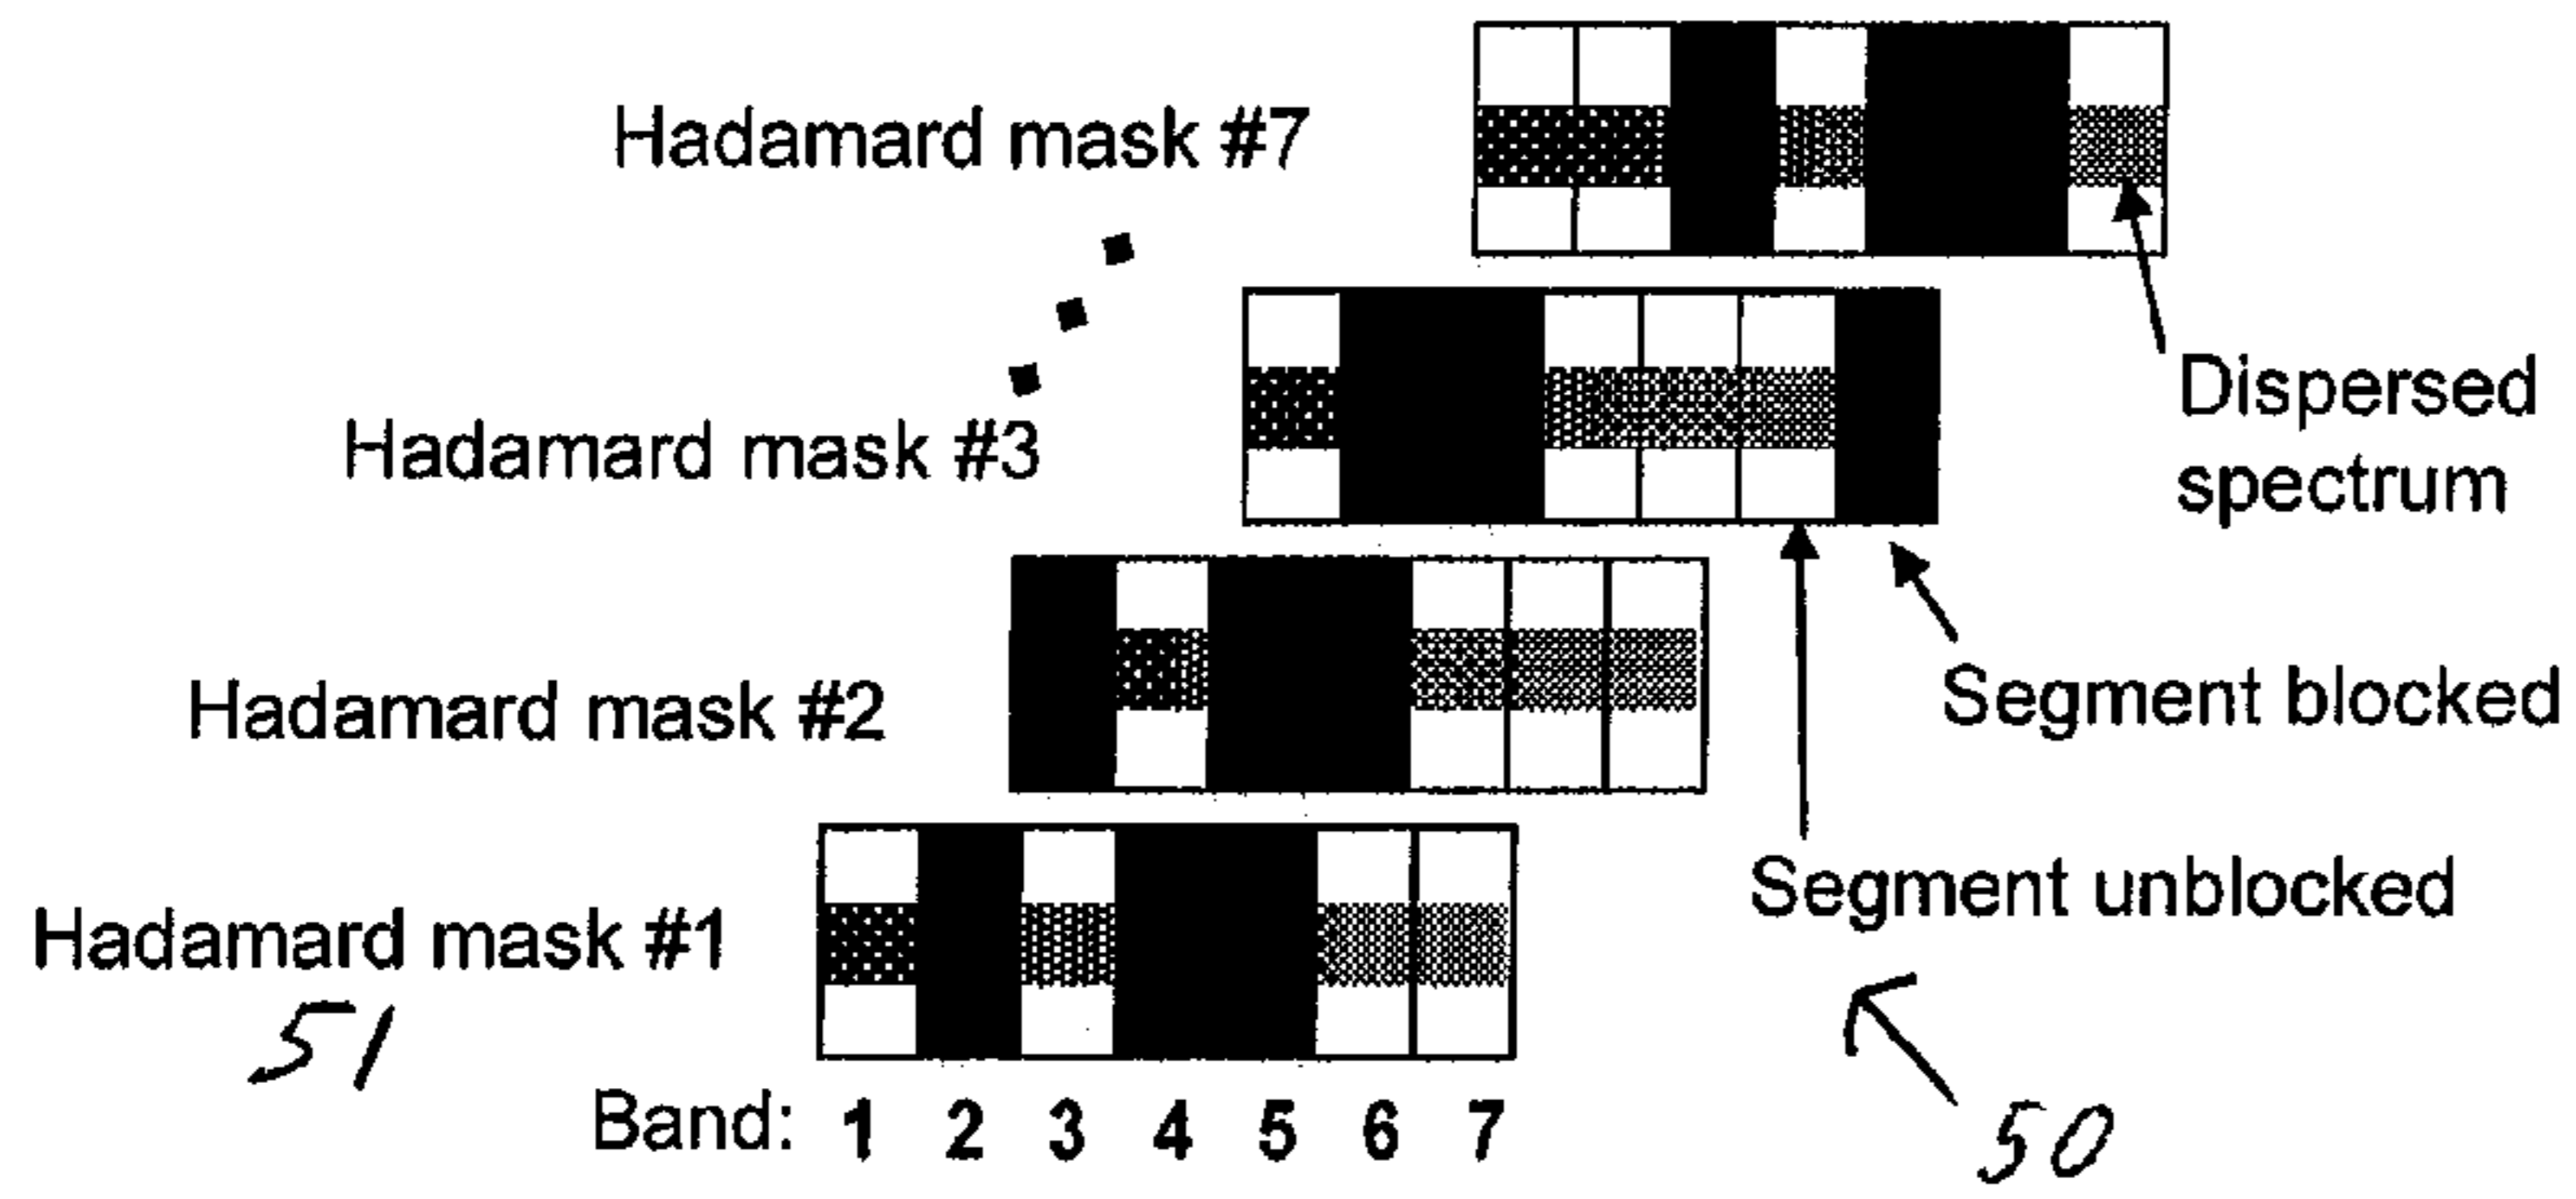 Hadamard mask #7
Dispersed
spectrum
Hadamard mask #3
Segment blocked
Hadamard mask #2
Segment unblocked
Hadamard mask #1
51
Band: 1 2 3 4 5 6 7
50